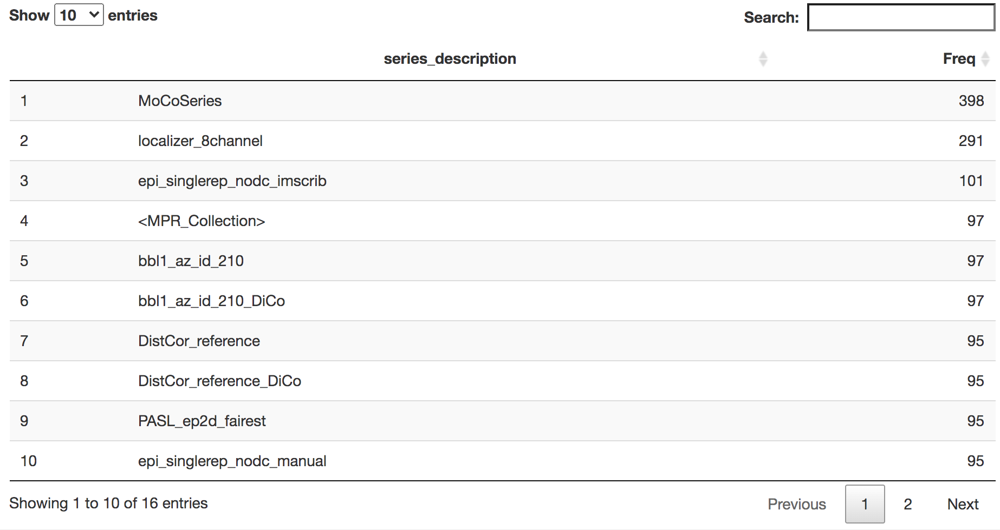 Show 10 entries Search:
series_description Freq
1 MoCoSeries 398
2 localizer_8channel 291
3 epi_singlerep_nodc_imscrib 101
4 <MPR_Collection> 97
5 bbl1_az_id_210 97
6 bbl1_az_id_210_DiCo 97
7 DistCor_reference 95
8 DistCor_reference_DiCo 95
9 PASL_ep2d_fairest 95
10 epi_singlerep_nodc_manual 95
Showing 1 to 10 of 16 entries Previous 1 2 Next